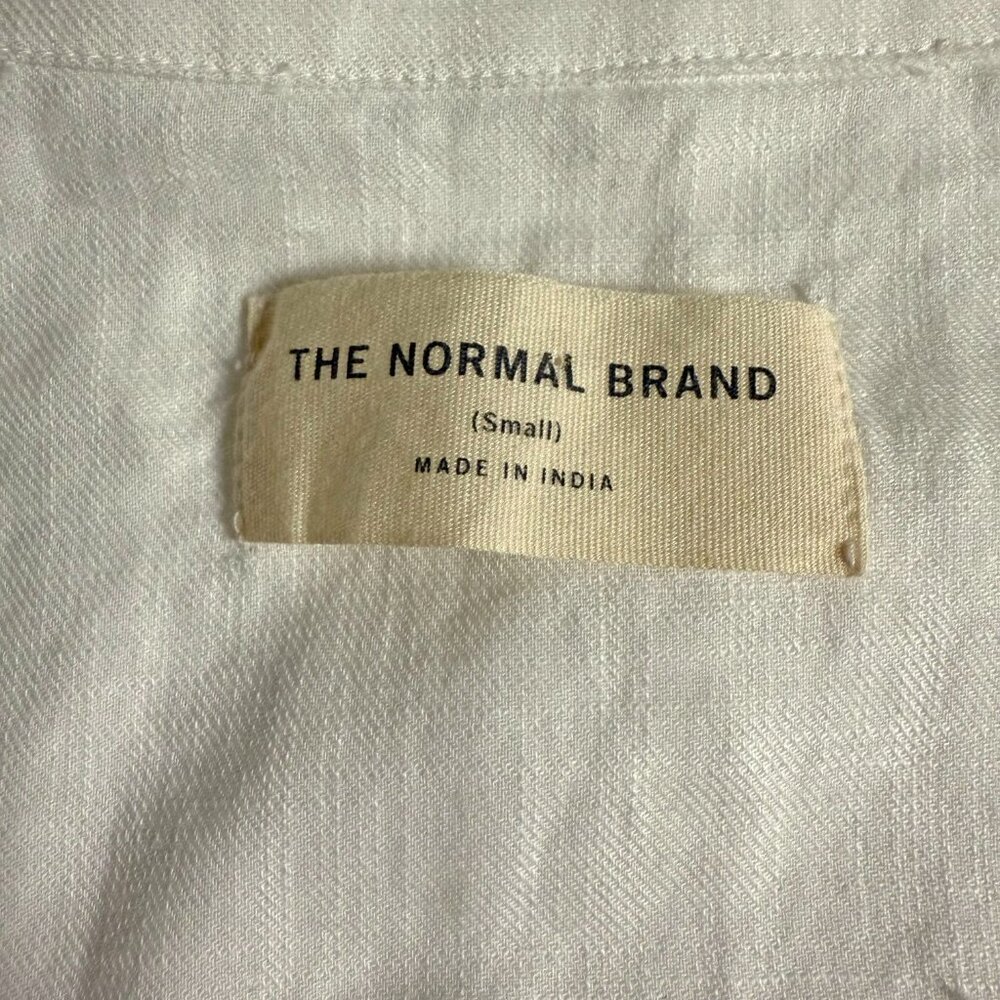 THE NORMAL BRAND
(Small)
MADE IN INDIA